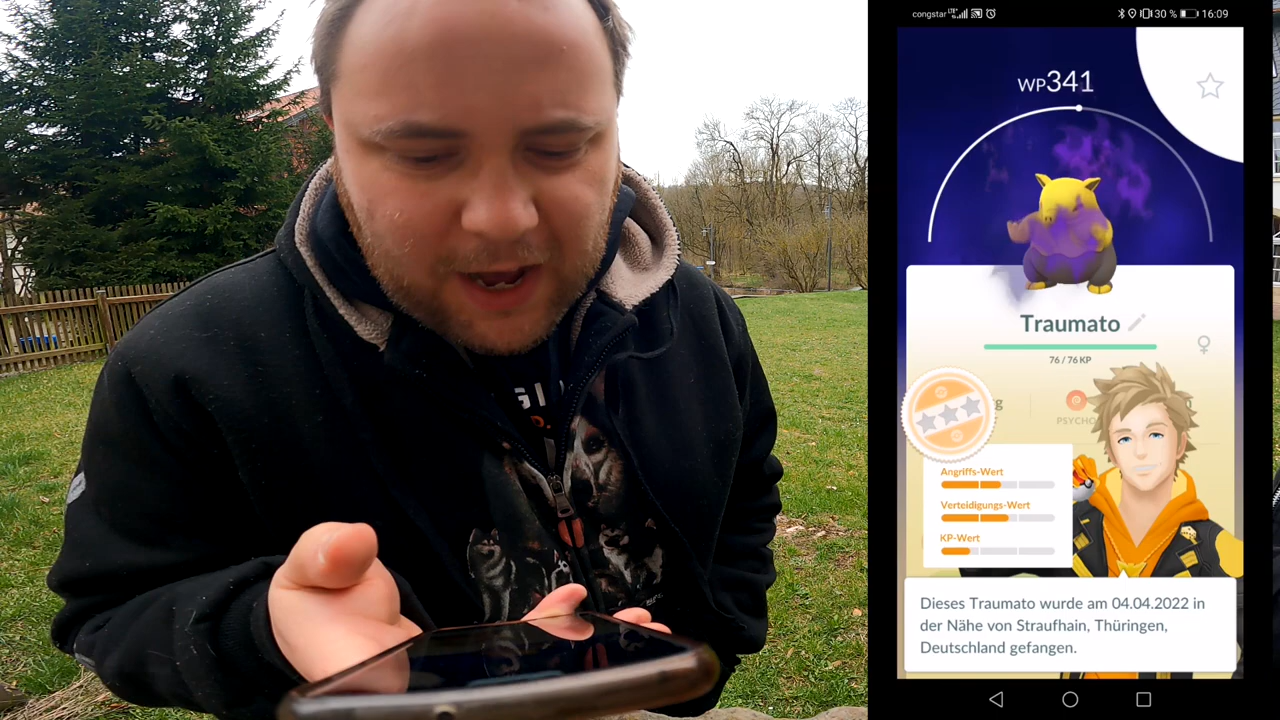 congstar
30 %
16:09
WP341
Traumato
76 / 76 KP
PSYCHO
Angriffs-Wert
Verteidigungs-Wert
KP-Wert
Dieses Traumato wurde am 04.04.2022 in
der Nähe von Straufhain, Thüringen,
Deutschland gefangen.